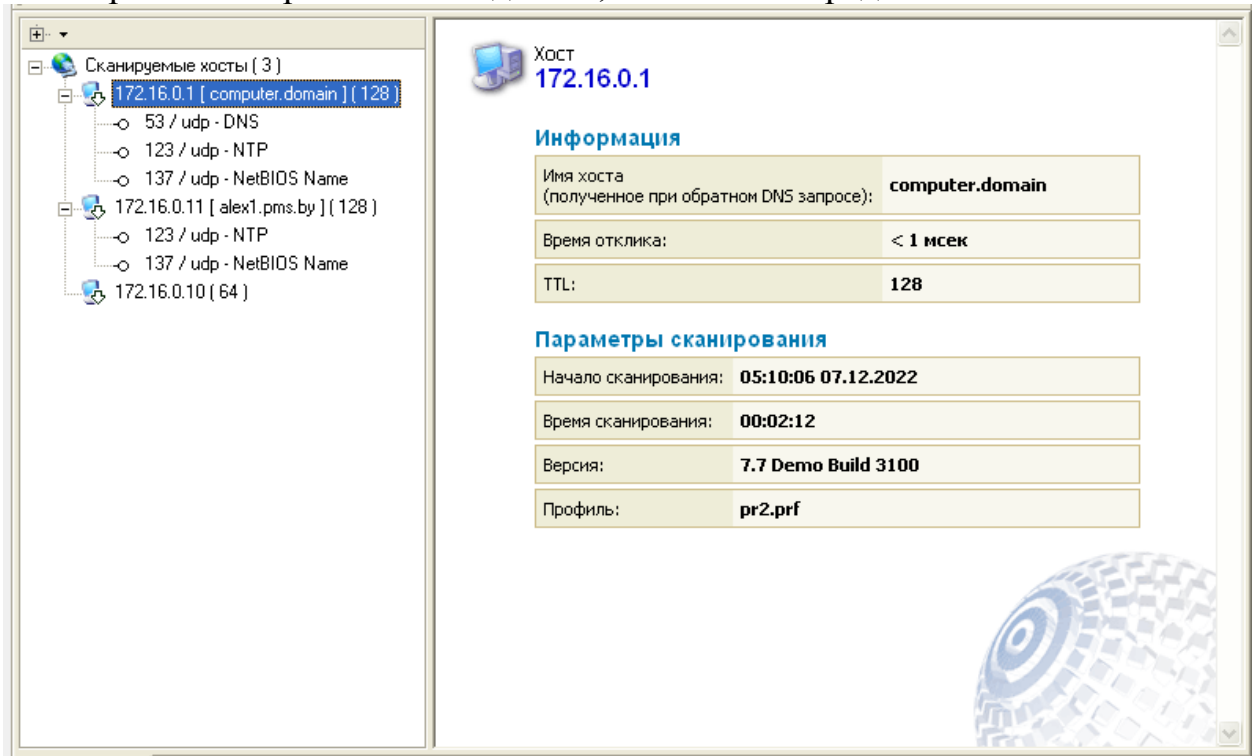 Сканируемые хосты ( 3 )
172.16.0.1 [ computer.domain ] ( 128 )
53 / udp - DNS
123 / udp - NTP
137 / udp - NetBIOS Name
172.16.0.11 [ alex1.pms.by ] ( 128 )
123 / udp - NTP
137 / udp - NetBIOS Name
172.16.0.10 ( 64 )
Хост
172.16.0.1
Информация
Имя хоста
(полученное при обратном DNS запросе): computer.domain
Время отклика: < 1 мсек
TTL: 128
Параметры сканирования
Начало сканирования: 05:10:06 07.12.2022
Время сканирования: 00:02:12
Версия: 7.7 Demo Build 3100
Профиль: pr2.prf